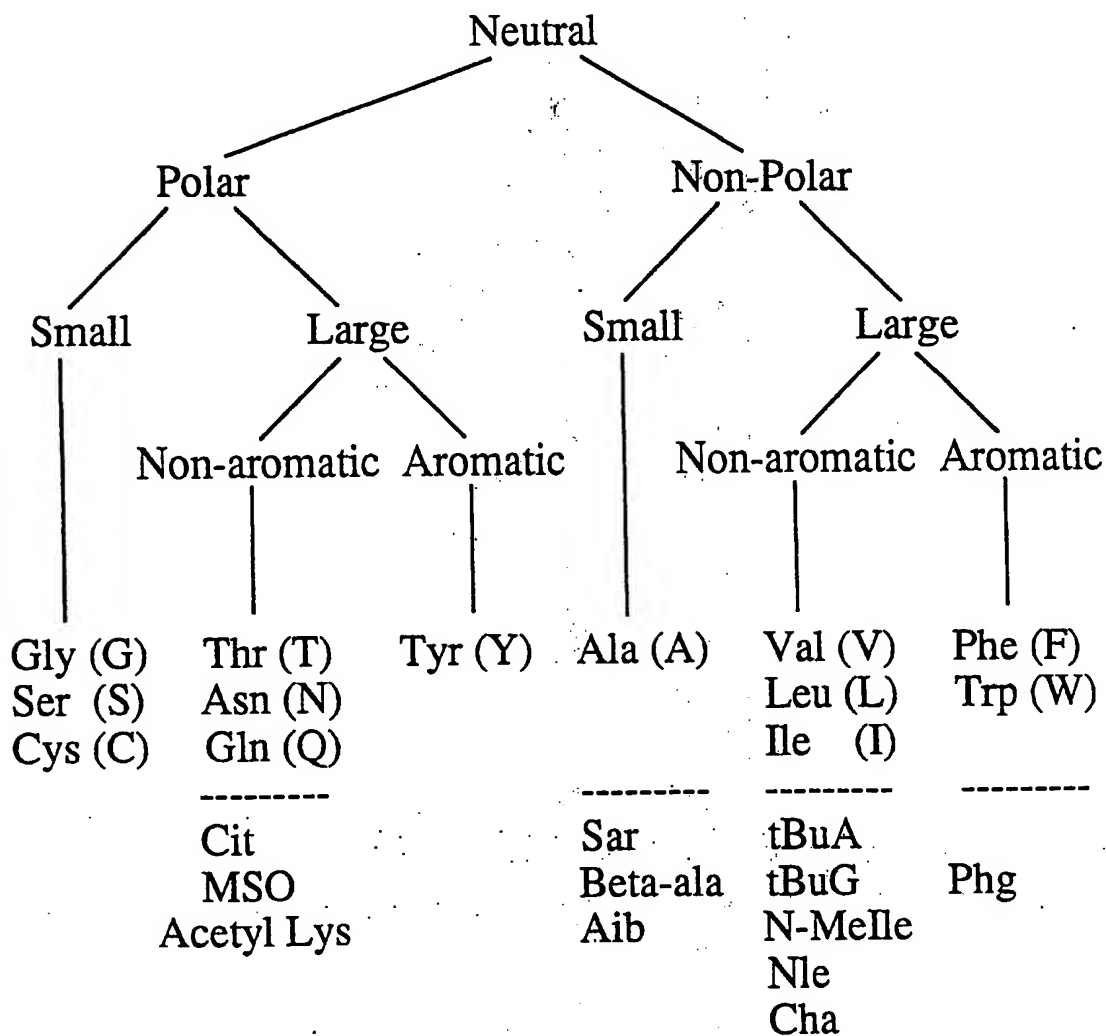 Neutral
Polar Non-Polar
Small Large Small Large
Non-aromatic Aromatic Non-aromatic Aromatic
Gly (G) Thr (T) Tyr (Y) Ala (A) Val (V) Phe (F)
Ser (S) Asn (N) Leu (L) Trp (W)
Cys (C) Gln (Q) Ile (I)
Cit Sar tBuA
MSO Beta-ala tBuG Phg
Acetyl Lys Aib N-MeIle
Nle
Cha